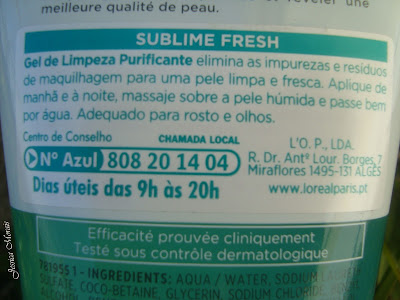 melhore qualidade de peau.
SUBLIME FRESH
Gel de Limpeza Purificante elimina as impurezas e resíduos
de maquilhagem para uma pele limpa e fresca. Aplique de
manhã e à noite, massaje sobre a pele húmida e passe bem
por água. Adequado para rosto e olhos.
Centro de Conselho
CHAMADA LOCAL
Nº Azul 808 20 14 04
Dias úteis das 9h às 20h
L'O. P., LDA.
R. Dr. Antº Lour. Borges, 7
Miraflores 1495-131 ALGÉS
www.lorealparis.pt
Efficacité prouvée cliniquement
Testé sous contrôle dermatologique
781955 1 - INGREDIENTS: AQUA / WATER, SODIUM
SULFATE, COCO-BETAINE, GLYCERIN, SODIUM CHLORIDE,